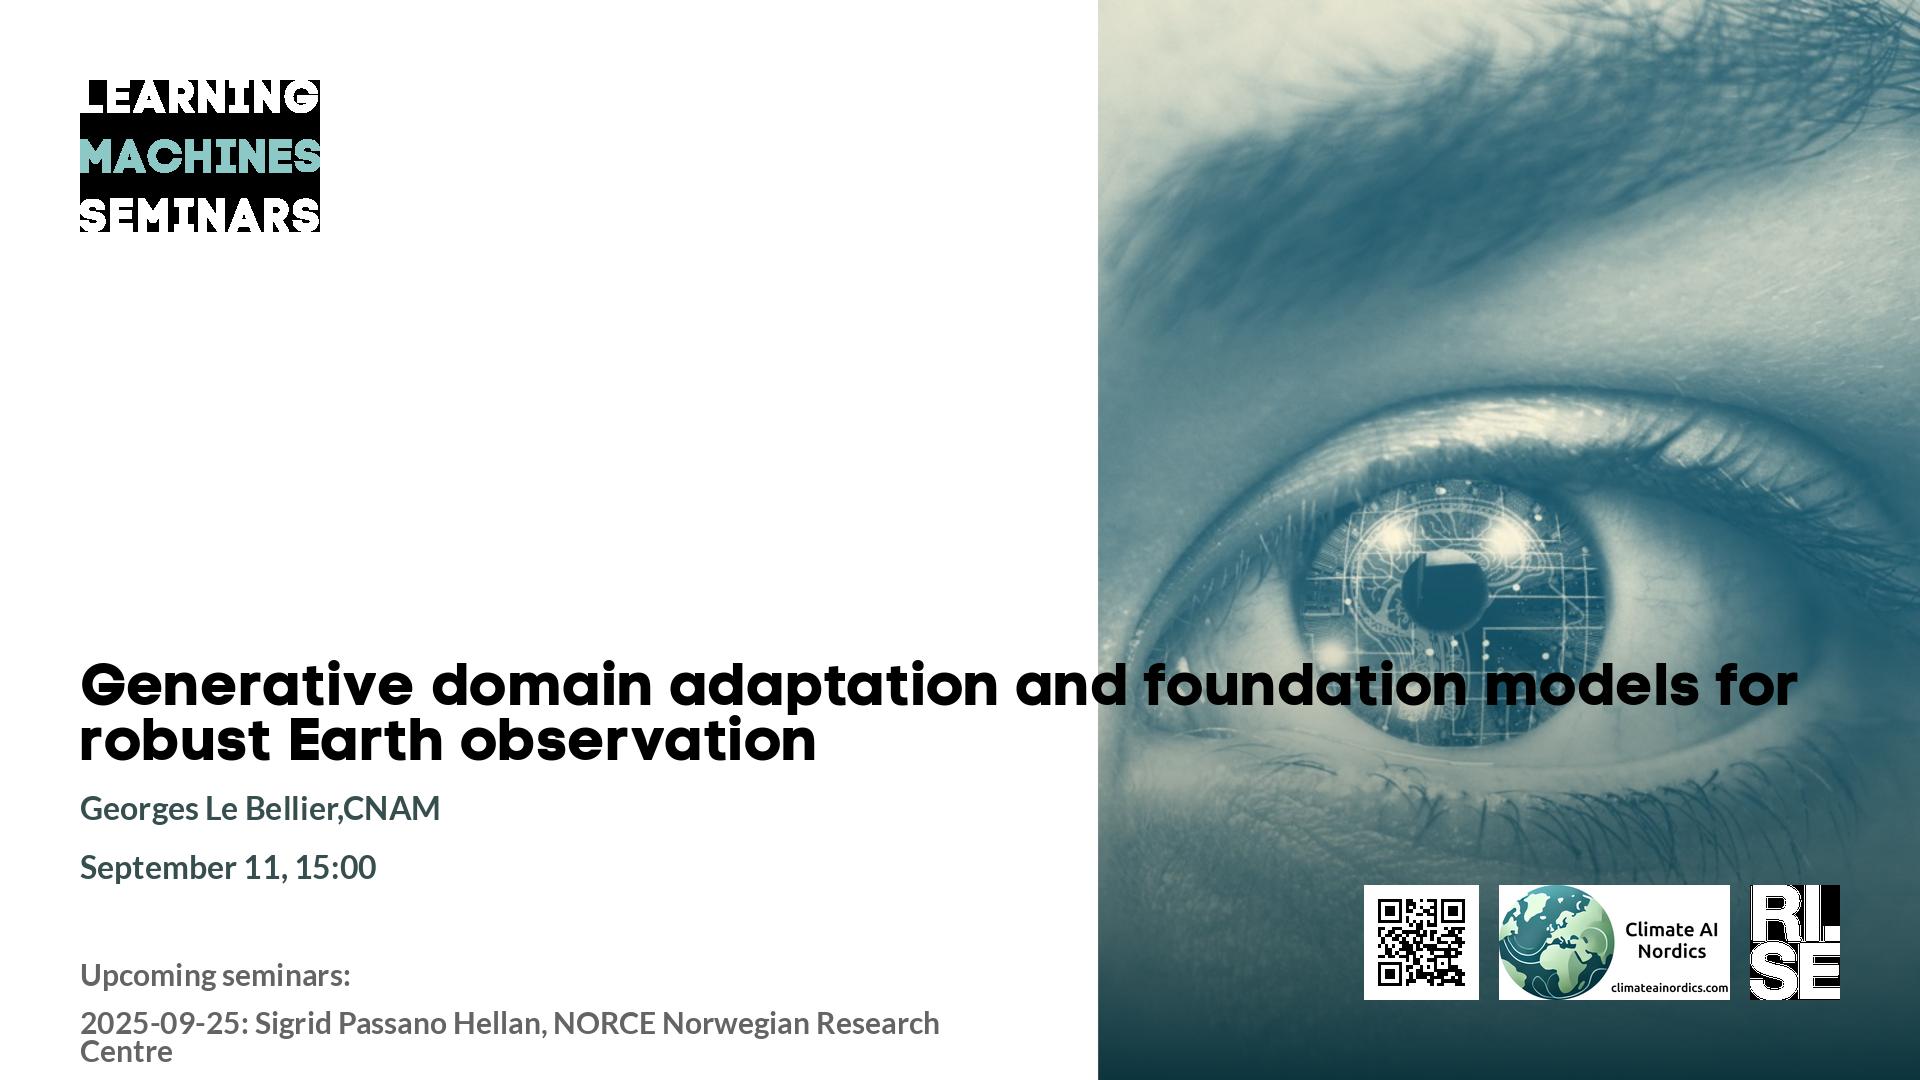 LEARNING
MACHINES
SEMINARS
Generative domain adaptation and foundation models for
robust Earth observation
Georges Le Bellier,CNAM
September 11, 15:00
Upcoming seminars:
2025-09-25: Sigrid Passano Hellan, NORCE Norwegian Research
Centre
Climate AI
Nordics
climateainordics.com
RI.
SE